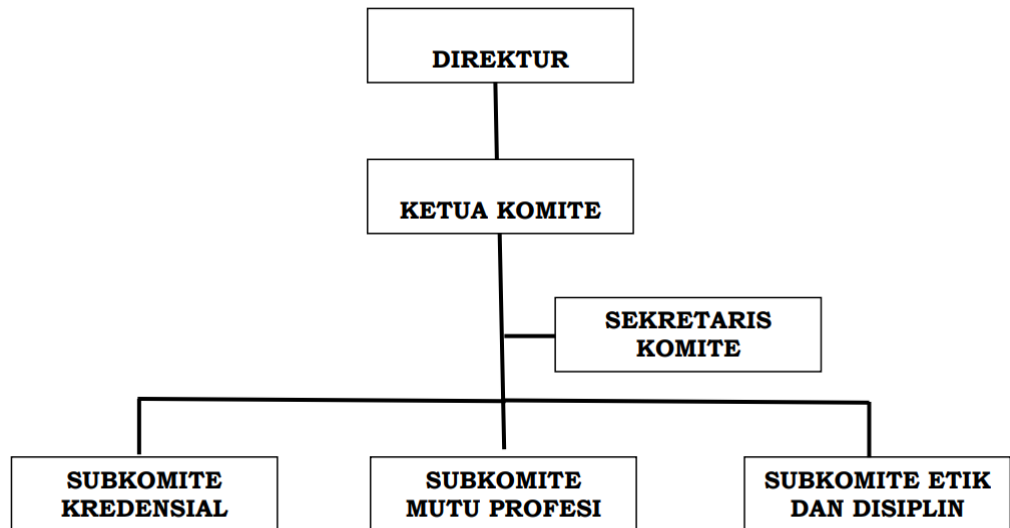 DIREKTUR
KETUA KOMITE
SEKRETARIS
KOMITE
SUBKOMITE
KREDENSIAL
SUBKOMITE
MUTU PROFESI
SUBKOMITE ETIK
DAN DISIPLIN